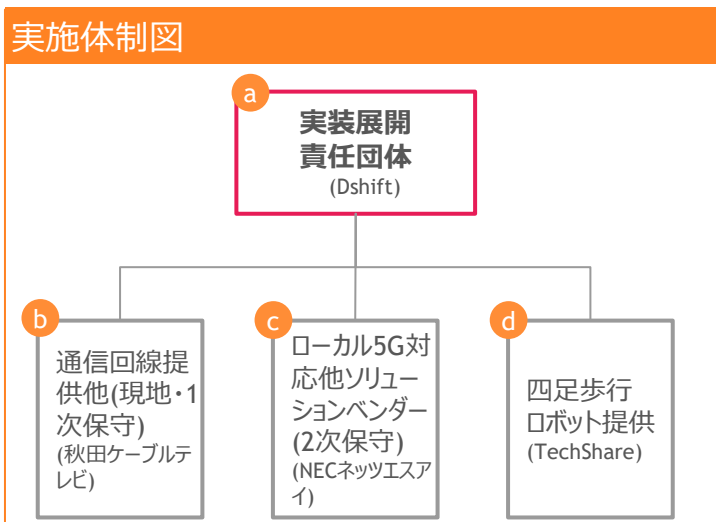 実施体制図
a
実装展開
責任団体
(Dshift)
b
通信回線提
供他(現地・1
次保守)
(秋田ケーブルテ
レビ)
c
ローカル5G対
応他ソリュー
ションベンダー
(2次保守)
(NECネッツエスア
イ)
d
四足歩行
ロボット提供
(TechShare)